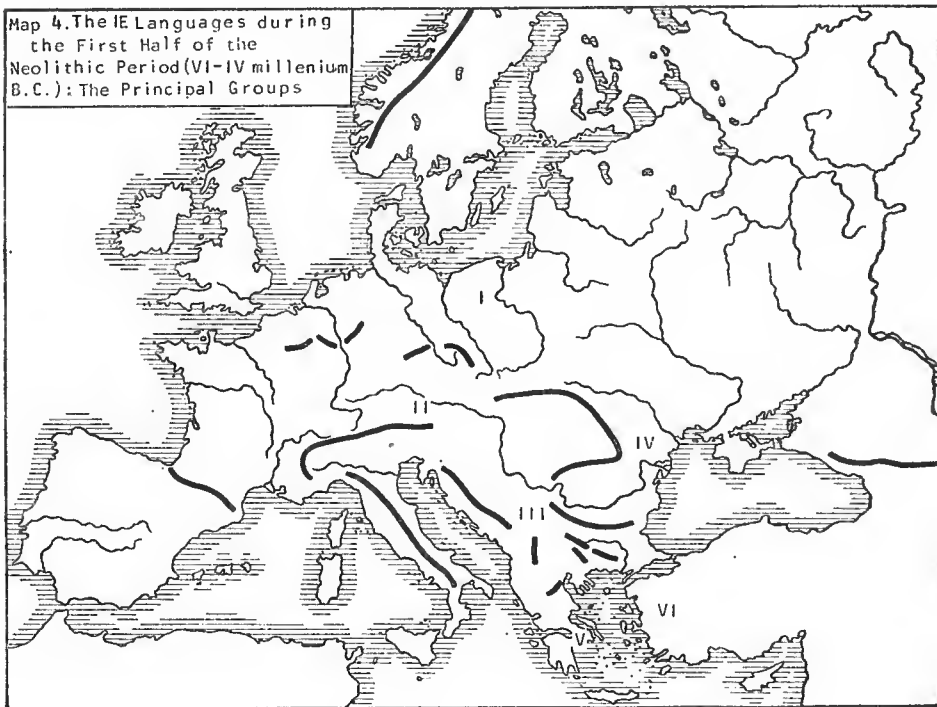 Map 4.The IE Languages during
the First Half of the
Neolithic Period(VI-IV millenium
B.C.): The Principal Groups
I
II
IV
III
VI
V